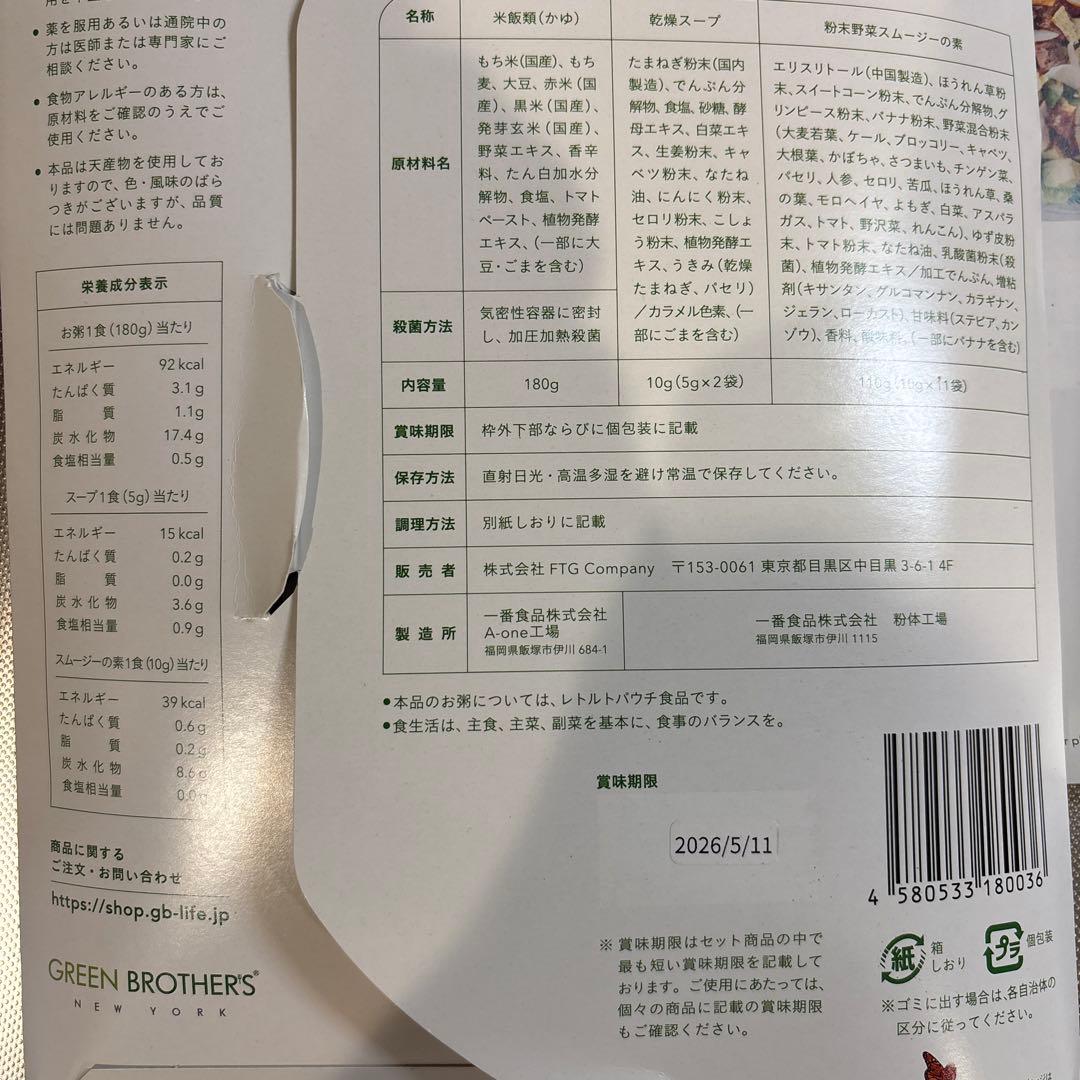 • 薬を服用あるいは通院中の
方は医師または専門家にご
相談ください。
• 食物アレルギーのある方は、
原材料をご確認のうえでご
使用ください。
• 本品は天産物を使用してお
りますので、色・風味のばら
つきがございますが、品質
には問題ありません。
栄養成分表示
お粥1食(180g)当たり
エネルギー 92kcal
たんぱく質 3.1g
脂質 1.1g
炭水化物 17.4g
食塩相当量 0.5g
スープ1食(5g)当たり
エネルギー 15kcal
たんぱく質 0.2g
脂質 0.0g
炭水化物 3.6g
食塩相当量 0.9g
スムージーの素1食(10g)当たり
エネルギー 39kcal
たんぱく質 0.6g
脂質 0.2g
炭水化物 8.6g
食塩相当量 0.0g
商品に関する
ご注文・お問い合わせ
https://shop.gb-life.jp
GREEN BROTHER'S®
NEW YORK
名称 米飯類(かゆ) 乾燥スープ 粉末野菜スムージーの素
原材料名
もち米(国産)、もち
麦、大豆、赤米(国
産)、黒米(国産)、
発芽玄米(国産)、
野菜エキス、香辛
料、たん白加水分
解物、食塩、トマト
ペースト、植物発酵
エキス、(一部に大
豆・ごまを含む)
たまねぎ粉末(国内
製造)、でんぷん分
解物、食塩、砂糖、酵
母エキス、白菜エキ
ス、生姜粉末、キャ
ベツ粉末、なたね
油、にんにく粉末、
セロリ粉末、こしょ
う粉末、植物発酵エ
キス、うきみ(乾燥
たまねぎ、パセリ)
/カラメル色素、(一
部にごまを含む)
エリスリトール(中国製造)、ほうれん草粉
末、スイートコーン粉末、でんぷん分解物、グ
リンピース粉末、バナナ粉末、野菜混合粉末
(大麦若葉、ケール、ブロッコリー、キャベツ、
大根葉、かぼちゃ、さつまいも、チンゲン菜、
パセリ、人参、セロリ、苦瓜、ほうれん草、桑
の葉、モロヘイヤ、よもぎ、白菜、アスパラ
ガス、トマト、野沢菜、れんこん)、ゆず皮粉
末、トマト粉末、なたね油、乳酸菌粉末(殺
菌)、植物発酵エキス/加工でんぷん、増粘
剤(キサンタン、グルコマンナン、カラギナン、
ジェラン、ローカスト)、甘味料(ステビア、カン
ゾウ)、香料、酸味料、(一部にバナナを含む)
殺菌方法 気密性容器に密封
し、加圧加熱殺菌
内容量 180g 10g(5g×2袋) 110g(10g×11袋)
賞味期限 枠外下部ならびに個包装に記載
保存方法 直射日光・高温多湿を避け常温で保存してください。
調理方法 別紙しおりに記載
販売者 株式会社 FTG Company 〒153-0061 東京都目黒区中目黒 3-6-1 4F
製造所
一番食品株式会社
A-one工場
福岡県飯塚市伊川 684-1
一番食品株式会社 粉体工場
福岡県飯塚市伊川 1115
●本品のお粥については、レトルトパウチ食品です。
●食生活は、主食、主菜、副菜を基本に、食事のバランスを。
賞味期限
2026/5/11
4 580533 180036
※賞味期限はセット商品の中で
最も短い賞味期限を記載して
おります。ご使用にあたっては、
個々の商品に記載の賞味期限
もご確認ください。
紙 箱
しおり
プラ 個包装
※ゴミに出す場合は、各自治体の
区分に従ってください。